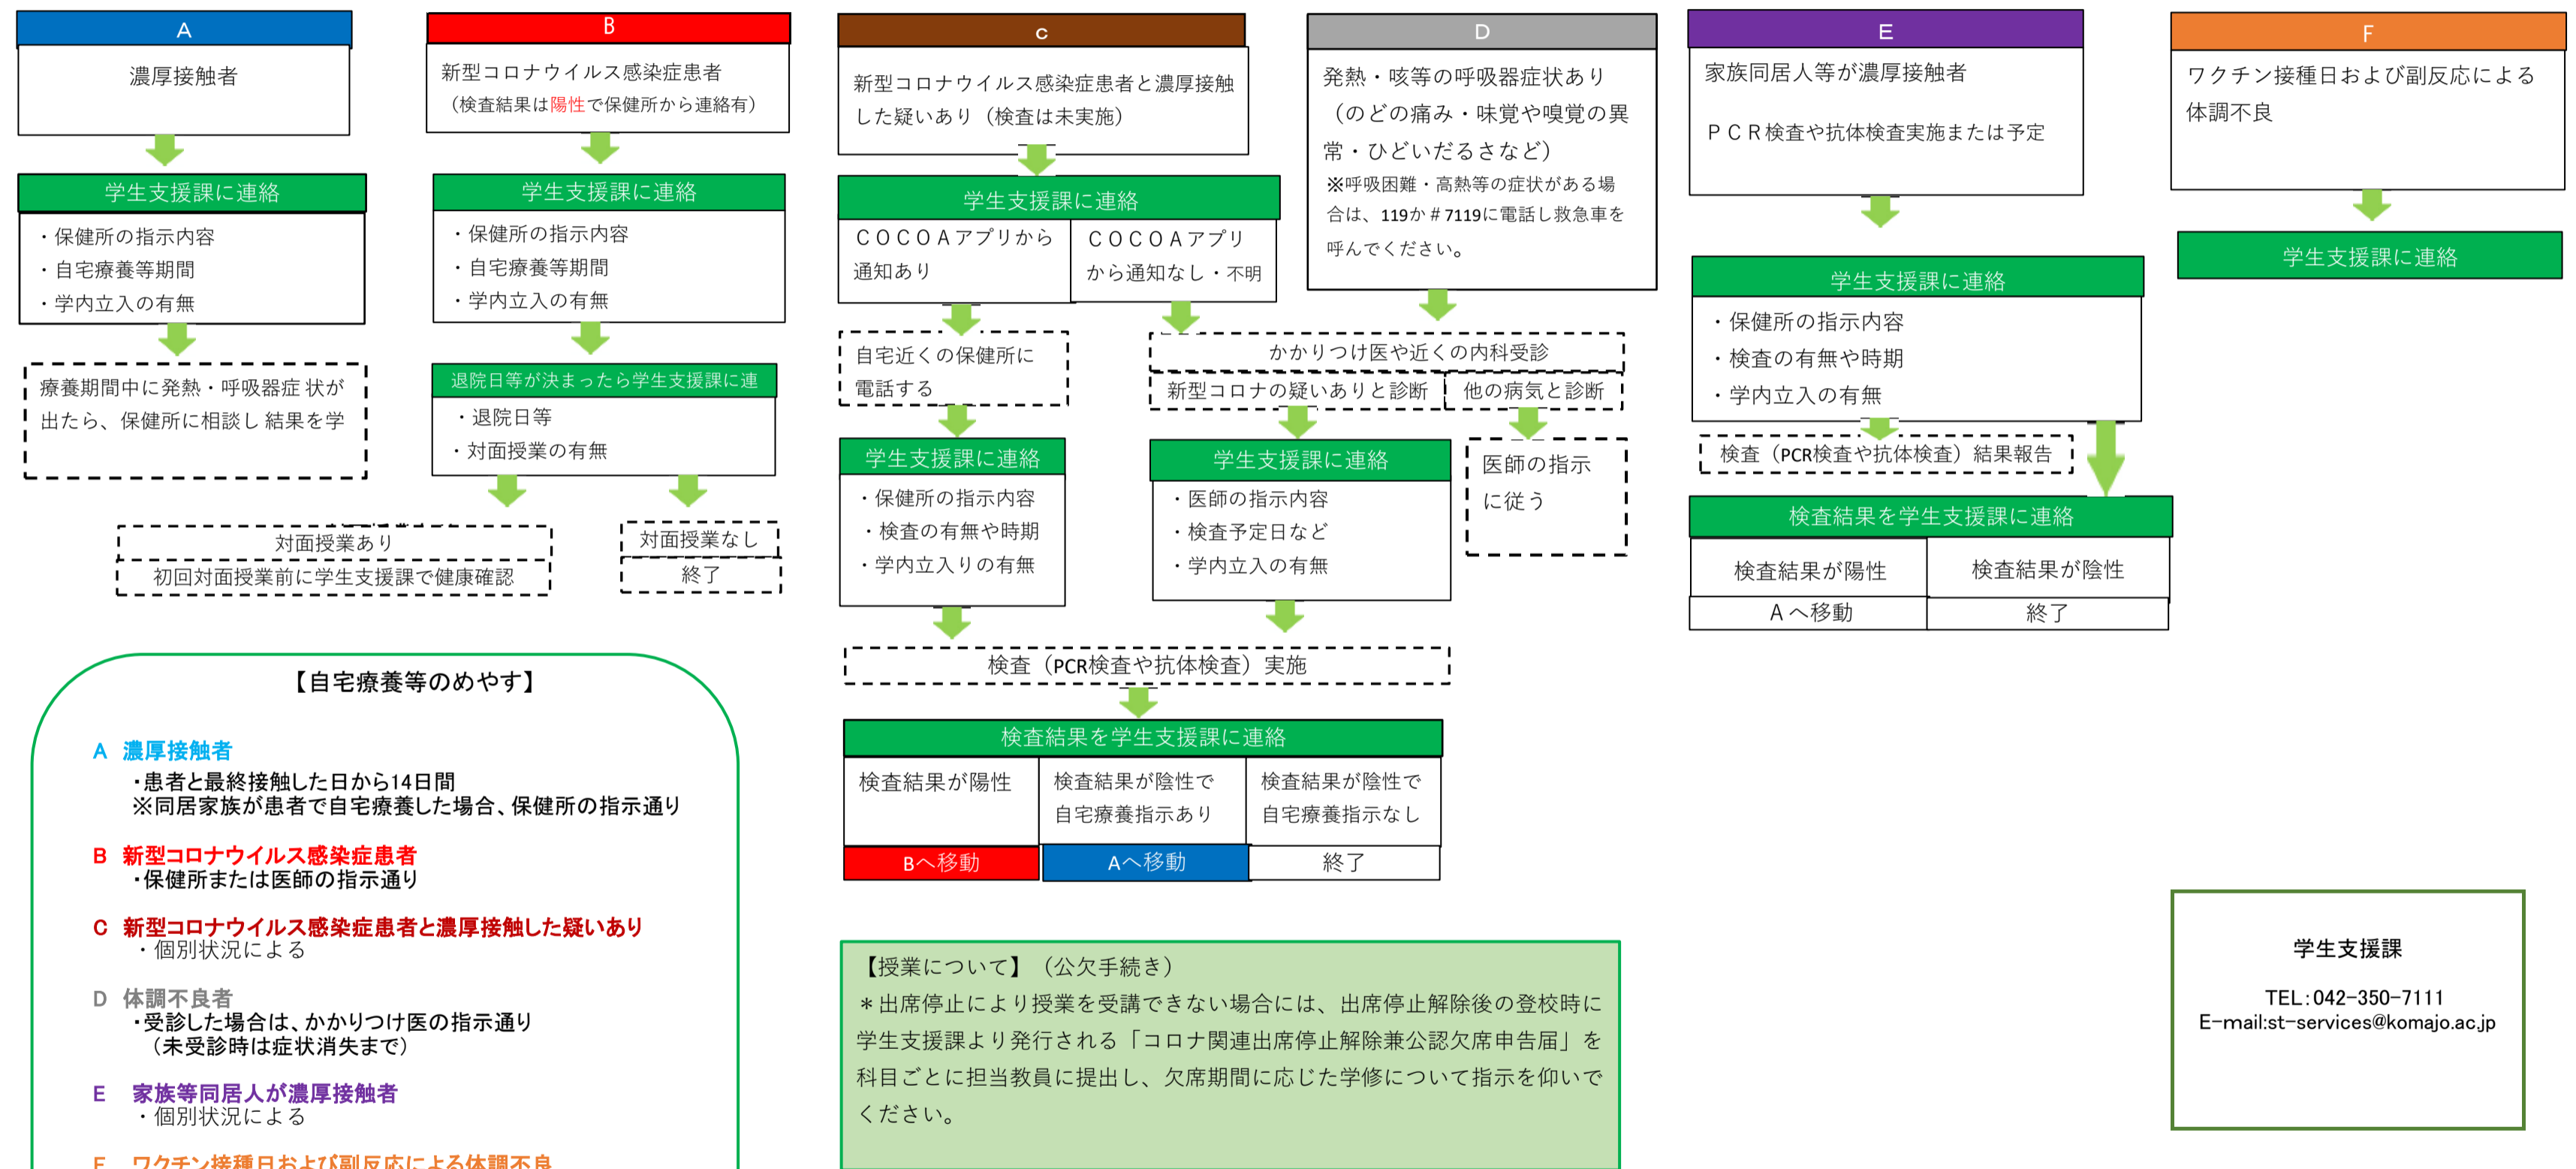 A
濃厚接触者
学生支援課に連絡
・保健所の指示内容
・自宅療養等期間
・学内立入の有無
療養期間中に発熱・呼吸器症 状が
出たら、保健所に相談し 結果を学
B
新型コロナウイルス感染症患者
（検査結果は陽性で保健所から連絡有）
学生支援課に連絡
・保健所の指示内容
・自宅療養等期間
・学内立入の有無
退院日等が決まったら学生支援課に連
・退院日等
・対面授業の有無
対面授業あり
初回対面授業前に学生支援課で健康確認
対面授業なし
終了
c
新型コロナウイルス感染症患者と濃厚接触
した疑いあり（検査は未実施）
学生支援課に連絡
ＣＯＣＯＡアプリから
通知あり
ＣＯＣＯＡアプリ
から通知なし・不明
自宅近くの保健所に
電話する
学生支援課に連絡
・保健所の指示内容
・検査の有無や時期
・学内立入りの有無
D
発熱・咳等の呼吸器症状あり
（のどの痛み・味覚や嗅覚の異
常・ひどいだるさなど）
※呼吸困難・高熱等の症状がある場
合は、119か＃7119に電話し救急車を
呼んでください。
かかりつけ医や近くの内科受診
新型コロナの疑いありと診断
他の病気と診断
学生支援課に連絡
・医師の指示内容
・検査予定日など
・学内立入の有無
医師の指示
に従う
検査（PCR検査や抗体検査）実施
検査結果を学生支援課に連絡
検査結果が陽性
Bへ移動
検査結果が陰性で
自宅療養指示あり
Aへ移動
検査結果が陰性で
自宅療養指示なし
終了
E
家族同居人等が濃厚接触者
ＰＣＲ検査や抗体検査実施または予定
学生支援課に連絡
・保健所の指示内容
・検査の有無や時期
・学内立入の有無
検査（PCR検査や抗体検査）結果報告
検査結果を学生支援課に連絡
検査結果が陽性
Ａへ移動
検査結果が陰性
終了
F
ワクチン接種日および副反応による
体調不良
学生支援課に連絡
【自宅療養等のめやす】
A 濃厚接触者
・患者と最終接触した日から14日間
※同居家族が患者で自宅療養した場合、保健所の指示通り
B 新型コロナウイルス感染症患者
・保健所または医師の指示通り
C 新型コロナウイルス感染症患者と濃厚接触した疑いあり
・個別状況による
D 体調不良者
・受診した場合は、かかりつけ医の指示通り
（未受診時は症状消失まで）
E 家族等同居人が濃厚接触者
・個別状況による
F ワクチン接種日および副反応による体調不良
【授業について】（公欠手続き）
＊出席停止により授業を受講できない場合には、出席停止解除後の登校時に
学生支援課より発行される「コロナ関連出席停止解除兼公認欠席申告届」を
科目ごとに担当教員に提出し、欠席期間に応じた学修について指示を仰いで
ください。
学生支援課
TEL：042-350-7111
E-mail:st-services@komajo.ac.jp